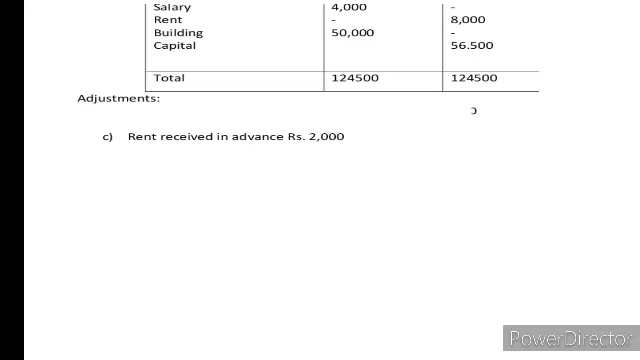 Salary 4,000 -
Rent - 8,000
Building 50,000 -
Capital 56.500
Total 124500 124500
Adjustments:
c) Rent received in advance Rs. 2,000
PowerDirector